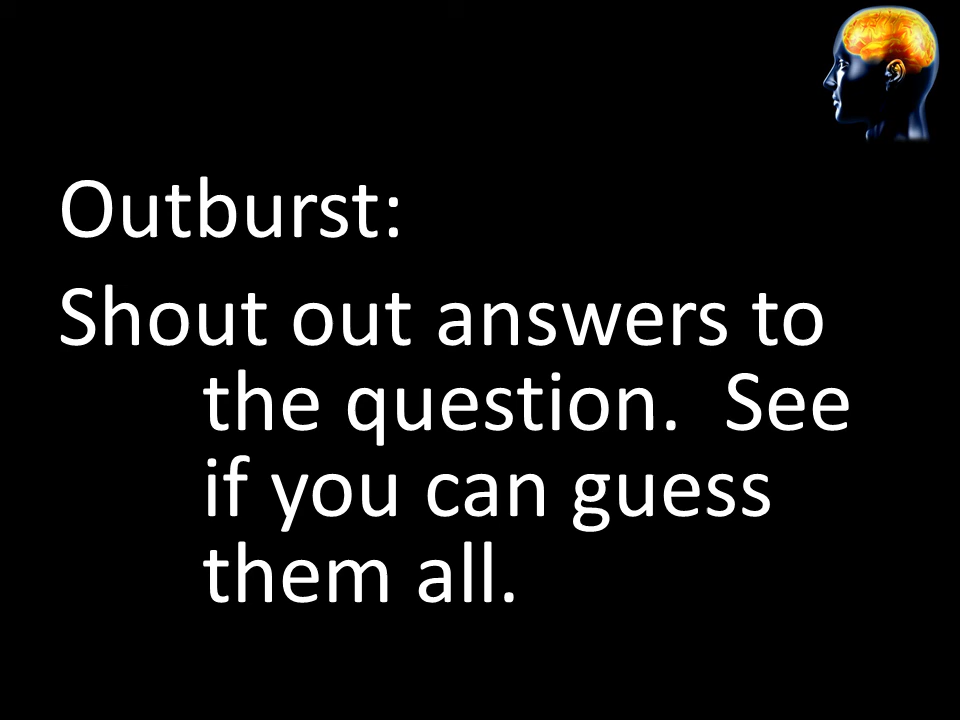 Outburst:
Shout out answers to
the question.  See
if you can guess
them all.